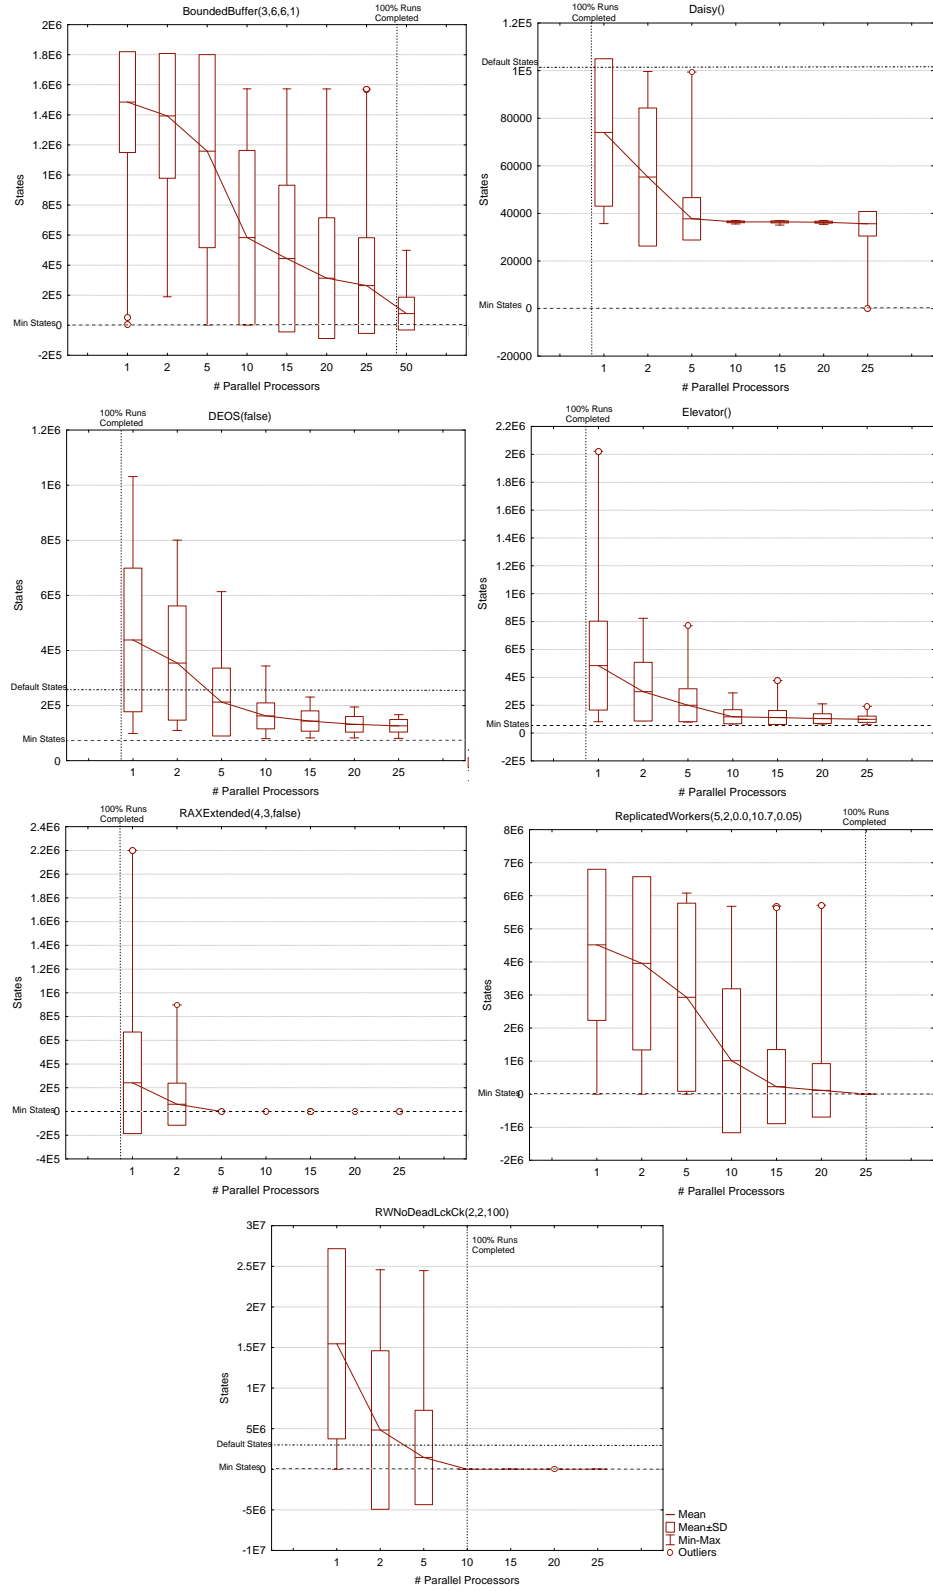 BoundedBuffer(3,6,6,1)
100% Runs
Completed
2E6
1.8E6
1.6E6
1.4E6
1.2E6
1E6
8E5
6E5
4E5
2E5
Min States 0
-2E5
States
1 2 5 10 15 20 25 50
# Parallel Processors
100% Runs
Completed
Daisy()
1.2E5
Default States
1E5
80000
60000
40000
20000
Min States 0
-20000
States
1 2 5 10 15 20 25
# Parallel Processors
100% Runs
Completed
DEOS(false)
1.2E6
1E6
8E5
6E5
4E5
Default States
2E5
Min States
0
States
1 2 5 10 15 20 25
# Parallel Processors
100% Runs
Completed
Elevator()
2.2E6
2E6
1.8E6
1.6E6
1.4E6
1.2E6
1E6
8E5
6E5
4E5
2E5
Min States
0
-2E5
States
1 2 5 10 15 20 25
# Parallel Processors
100% Runs
Completed
RAXExtended(4,3,false)
2.4E6
2.2E6
2E6
1.8E6
1.6E6
1.4E6
1.2E6
1E6
8E5
6E5
4E5
2E5
Min States 0
-2E5
-4E5
States
1 2 5 10 15 20 25
# Parallel Processors
ReplicatedWorkers(5,2,0.0,10.7,0.05)
100% Runs
Completed
8E6
7E6
6E6
5E6
4E6
3E6
2E6
1E6
Min States 0
-1E6
-2E6
States
1 2 5 10 15 20 25
# Parallel Processors
RWNoDeadLckCk(2,2,100)
100% Runs
Completed
3E7
2.5E7
2E7
1.5E7
1E7
5E6
Default States
Min States 0
-5E6
-1E7
States
1 2 5 10 15 20 25
# Parallel Processors
Mean
Mean±SD
Min-Max
Outliers